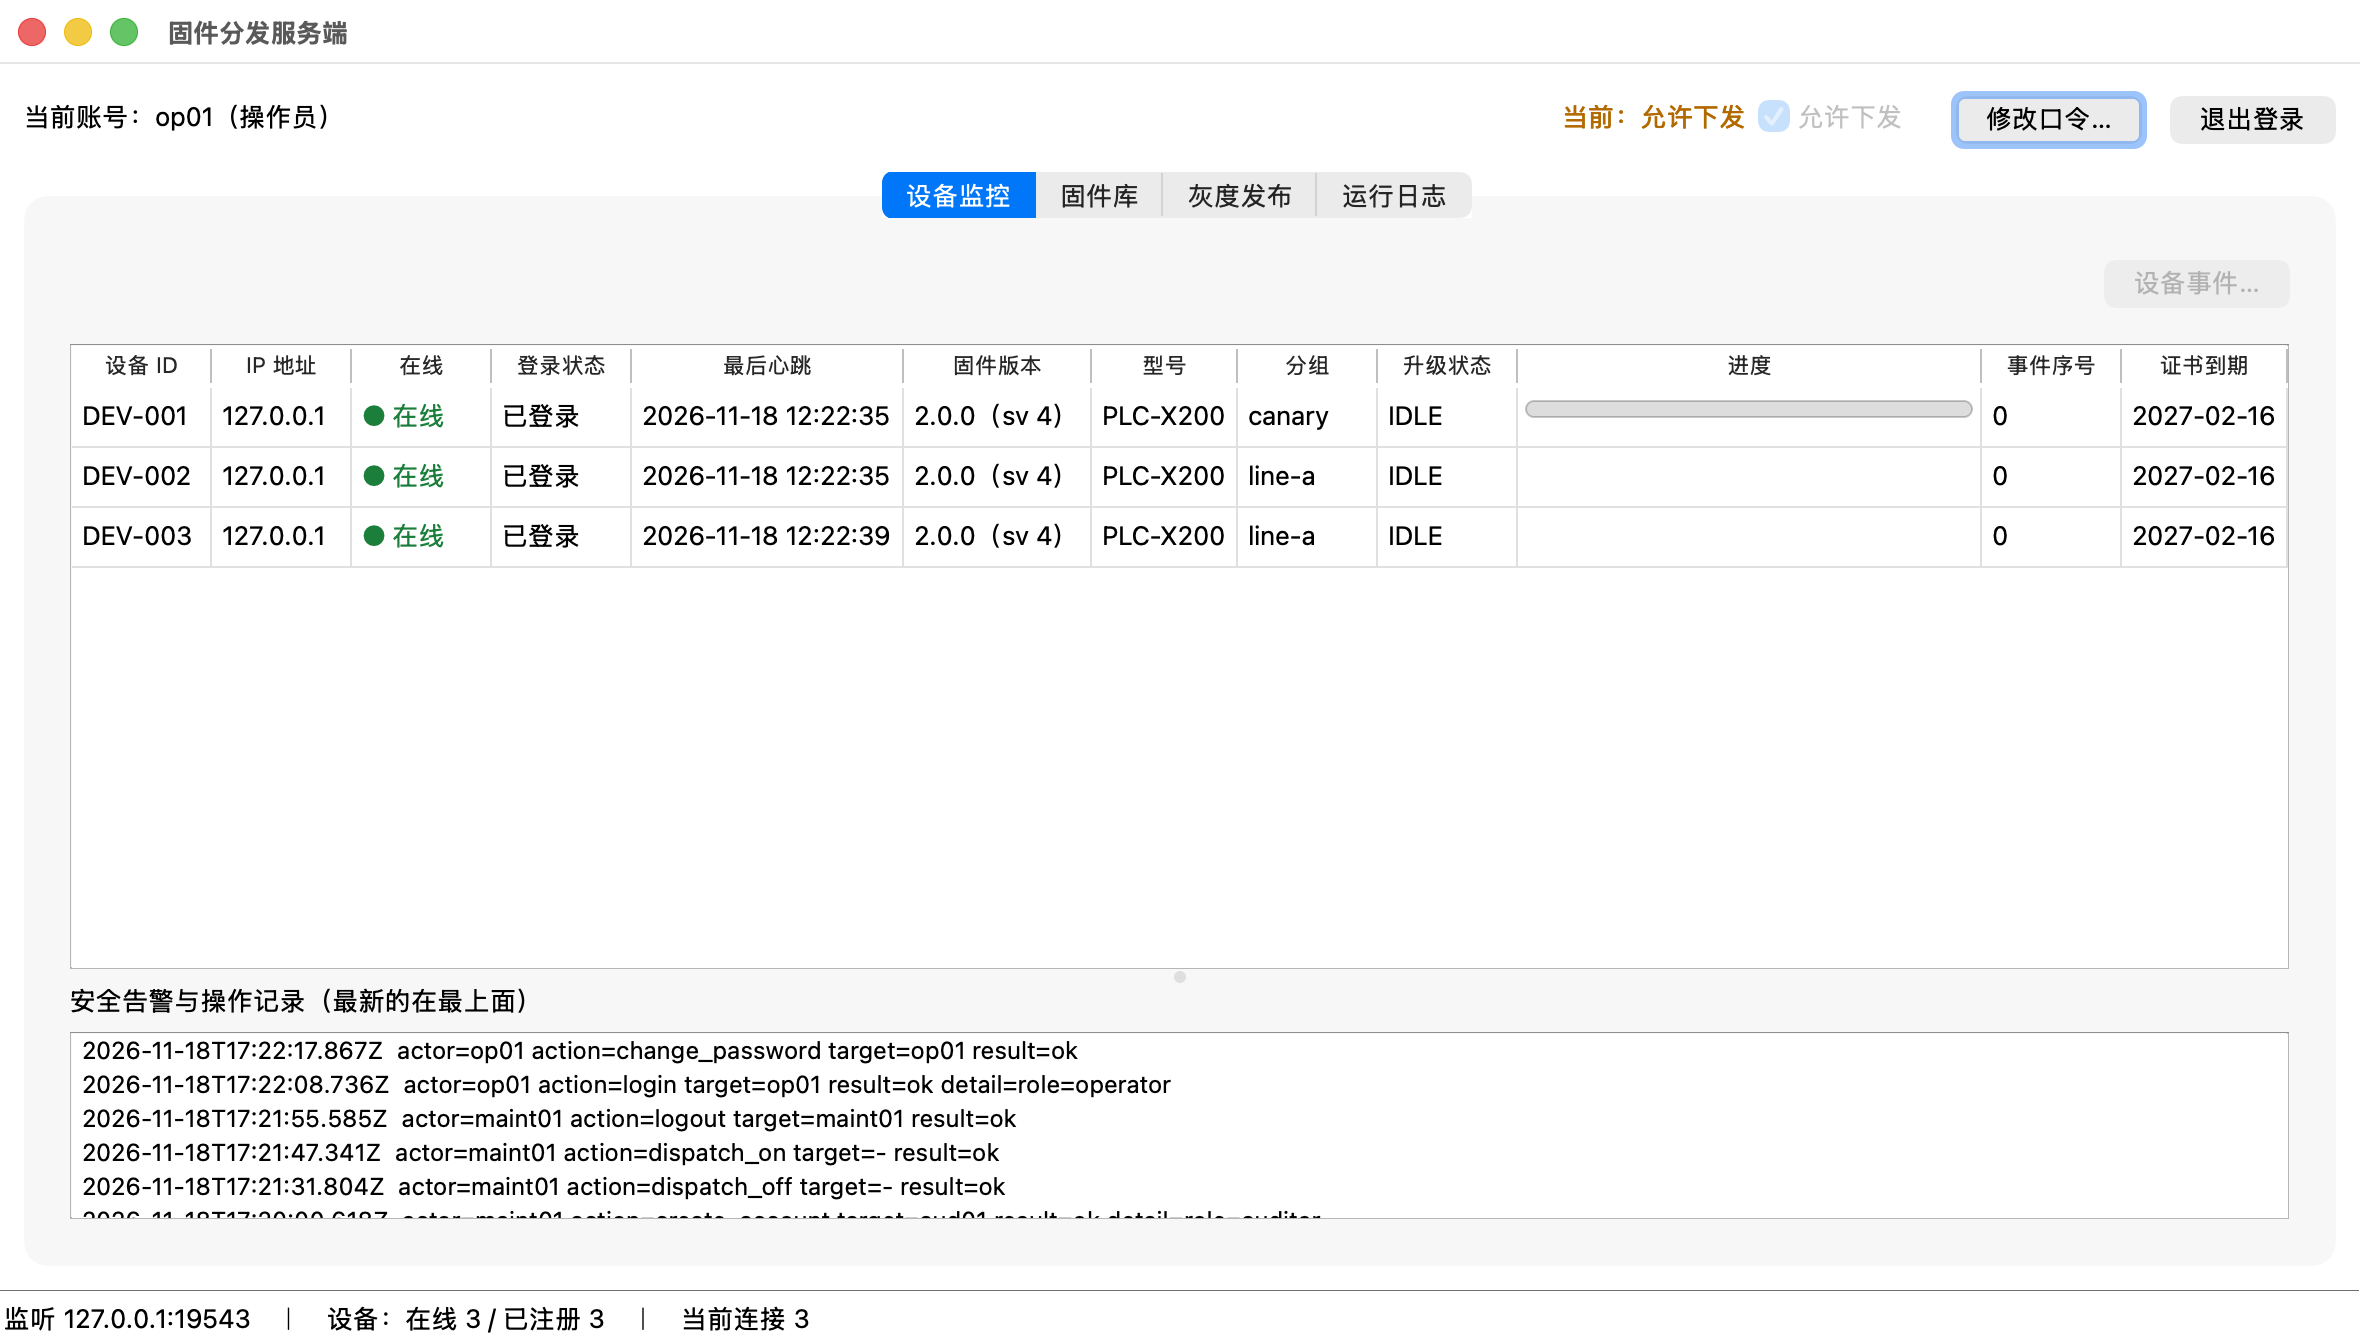 固件分发服务端
当前账号：op01（操作员）
当前：允许下发 允许下发 修改口令... 退出登录
设备监控 固件库 灰度发布 运行日志
设备事件...
设备 ID IP 地址 在线 登录状态 最后心跳 固件版本 型号 分组 升级状态 进度 事件序号 证书到期
DEV-001 127.0.0.1 在线 已登录 2026-11-18 12:22:35 2.0.0（sv 4） PLC-X200 canary IDLE 0 2027-02-16
DEV-002 127.0.0.1 在线 已登录 2026-11-18 12:22:35 2.0.0（sv 4） PLC-X200 line-a IDLE 0 2027-02-16
DEV-003 127.0.0.1 在线 已登录 2026-11-18 12:22:39 2.0.0（sv 4） PLC-X200 line-a IDLE 0 2027-02-16
安全告警与操作记录（最新的在最上面）
2026-11-18T17:22:17.867Z actor=op01 action=change_password target=op01 result=ok
2026-11-18T17:22:08.736Z actor=op01 action=login target=op01 result=ok detail=role=operator
2026-11-18T17:21:55.585Z actor=maint01 action=logout target=maint01 result=ok
2026-11-18T17:21:47.341Z actor=maint01 action=dispatch_on target=- result=ok
2026-11-18T17:21:31.804Z actor=maint01 action=dispatch_off target=- result=ok
actor=maint01 action=create_account target=aud01 result=ok detail=role=auditor
监听 127.0.0.1:19543 | 设备：在线 3 / 已注册 3 | 当前连接 3